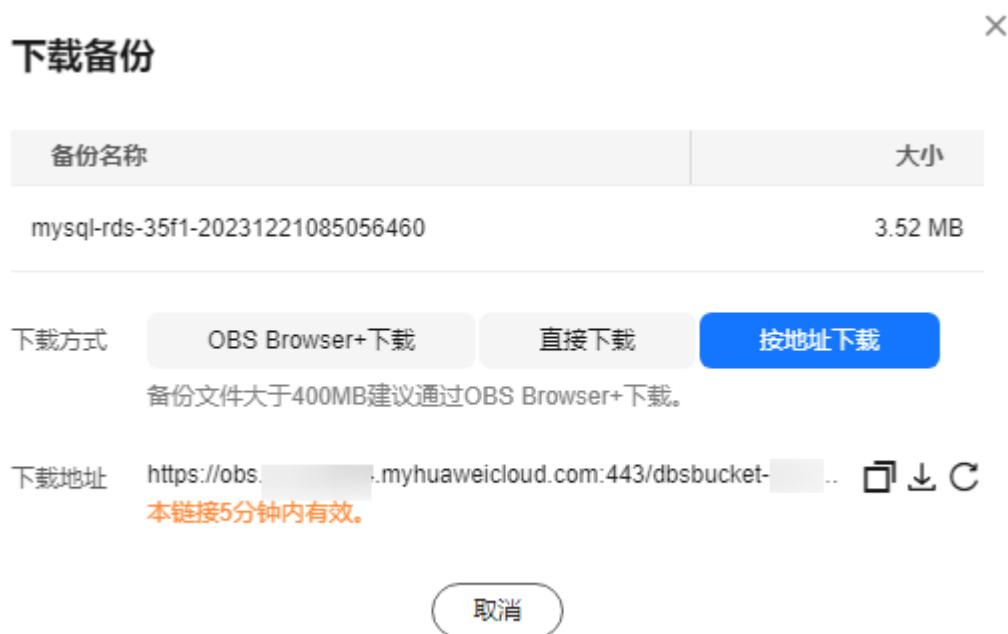 下载备份
备份名称 大小
mysql-rds-35f1-20231221085056460 3.52 MB
下载方式 OBS Browser+下载 直接下载 按地址下载
备份文件大于400MB建议通过OBS Browser+下载。
下载地址 https://obs. .myhuaweicloud.com:443/dbsbucket- ..
本链接5分钟内有效。
取消